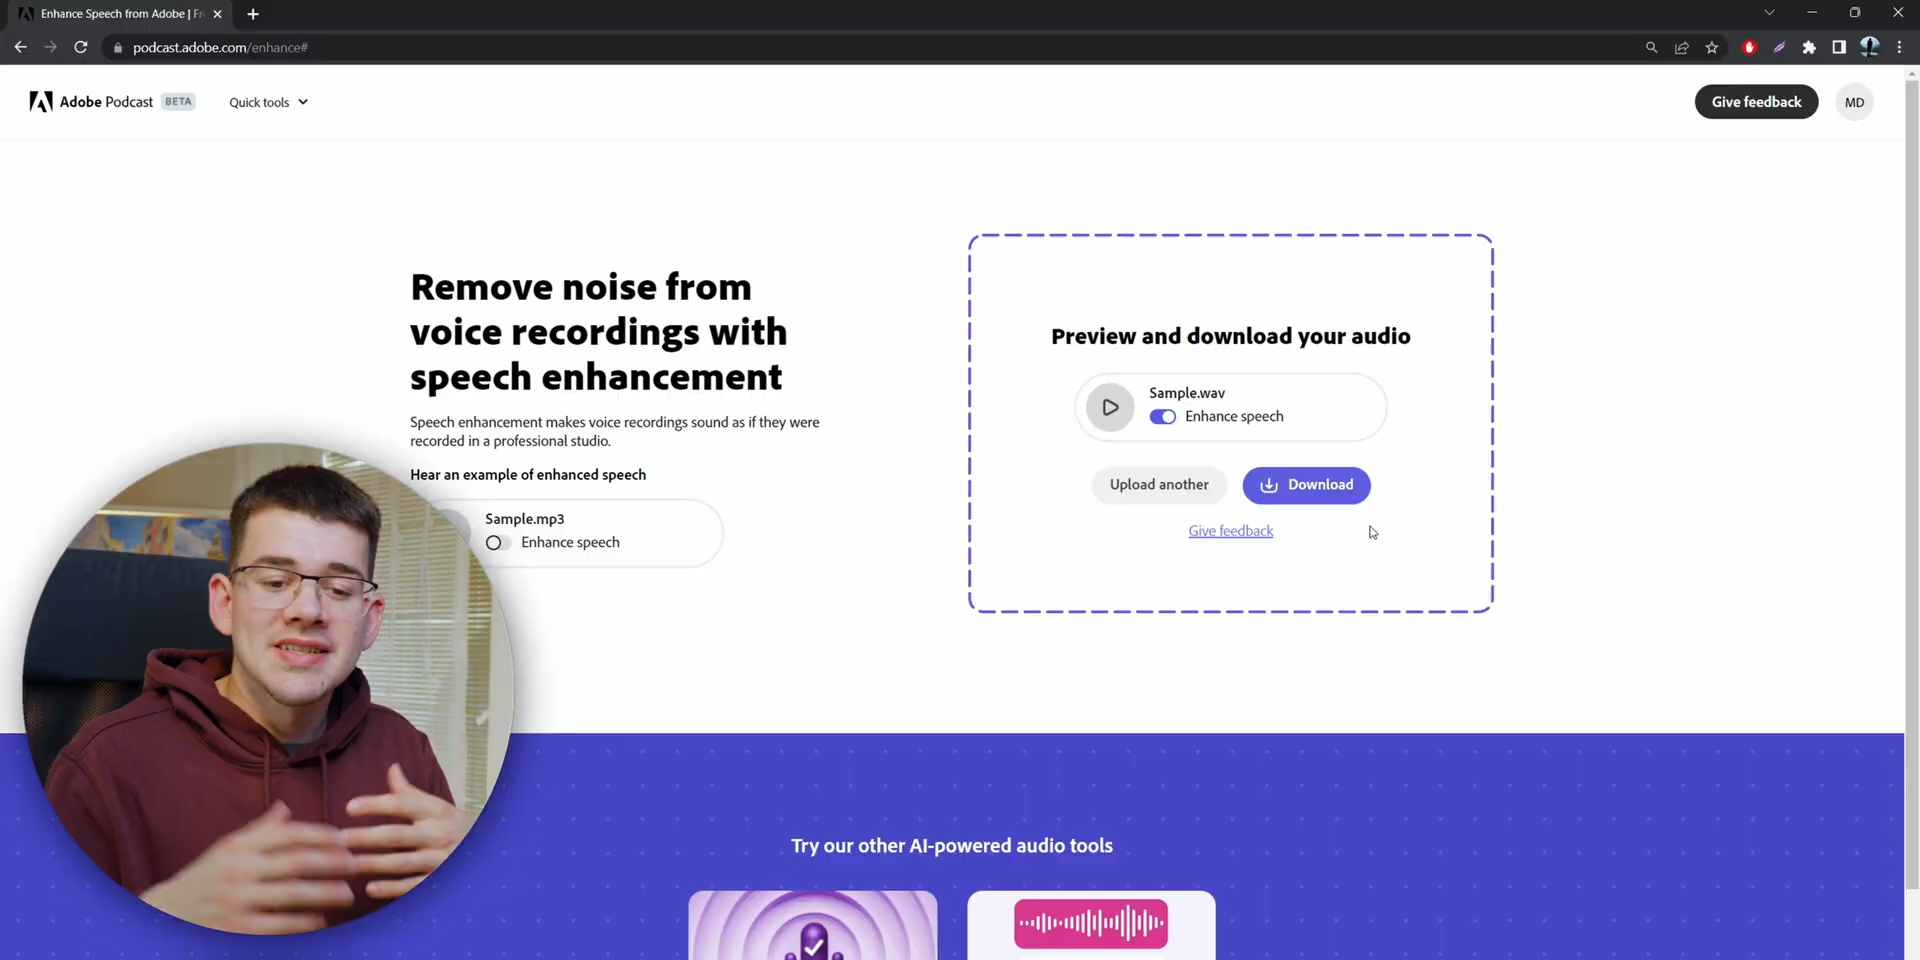 Enhance Speech from Adobe | Fr
podcast.adobe.com/enhance#
Adobe Podcast BETA
Quick tools
Give feedback
MD
Remove noise from
voice recordings with
speech enhancement
Speech enhancement makes voice recordings sound as if they were
recorded in a professional studio.
Hear an example of enhanced speech
Sample.mp3
Enhance speech
Preview and download your audio
Sample.wav
Enhance speech
Upload another
Download
Give feedback
Try our other AI-powered audio tools